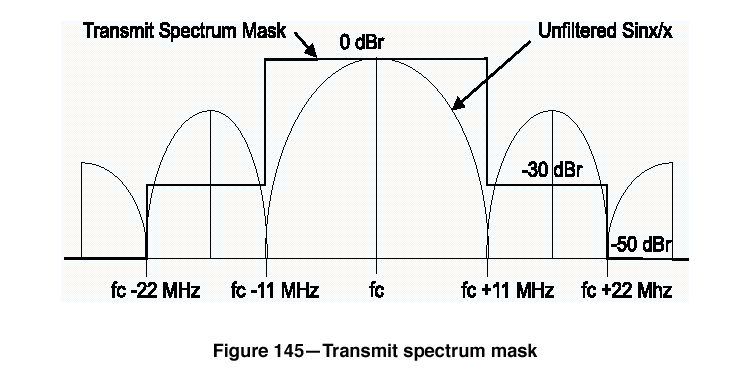 Transmit Spectrum Mask
0 dBr
Unfiltered Sinx/x
-30 dBr
-50 dBr
fc -22 MHz fc -11 MHz fc fc +11 MHz fc +22 Mhz
Figure 145—Transmit spectrum mask